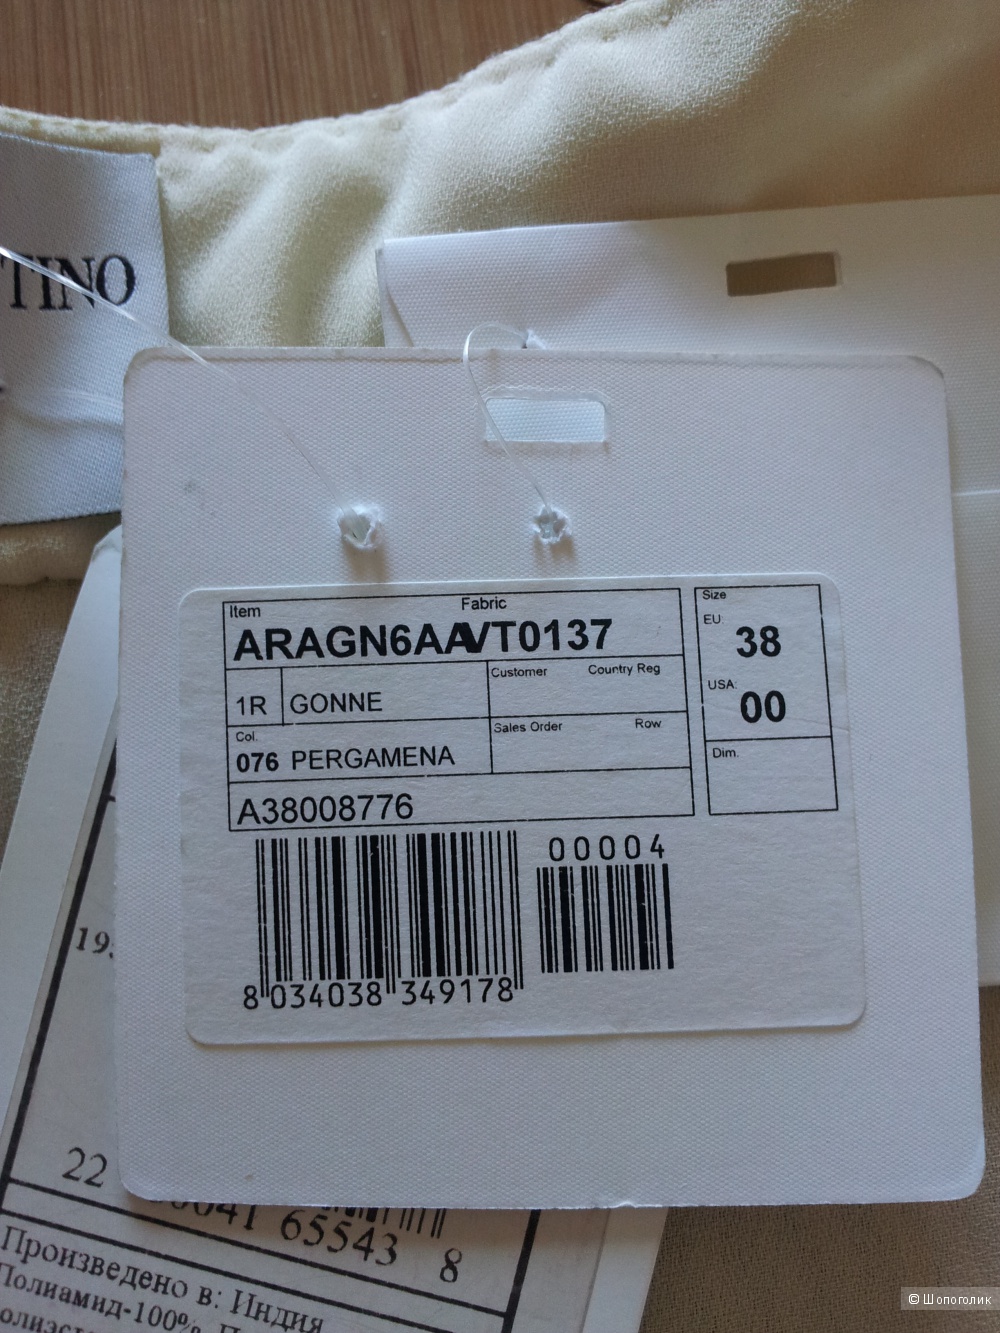 TINO
Item Fabric
ARAGN6AAVT0137
Size
EU:
38
USA:
00
Dim.
1R GONNE
Customer Country Reg
Col.
076 PERGAMENA
Sales Order Row
A38008776
00004
8 034038 349178
22
0041 65543 8
Произведено в: Индия
Полиамид-100%
© Шопоголик